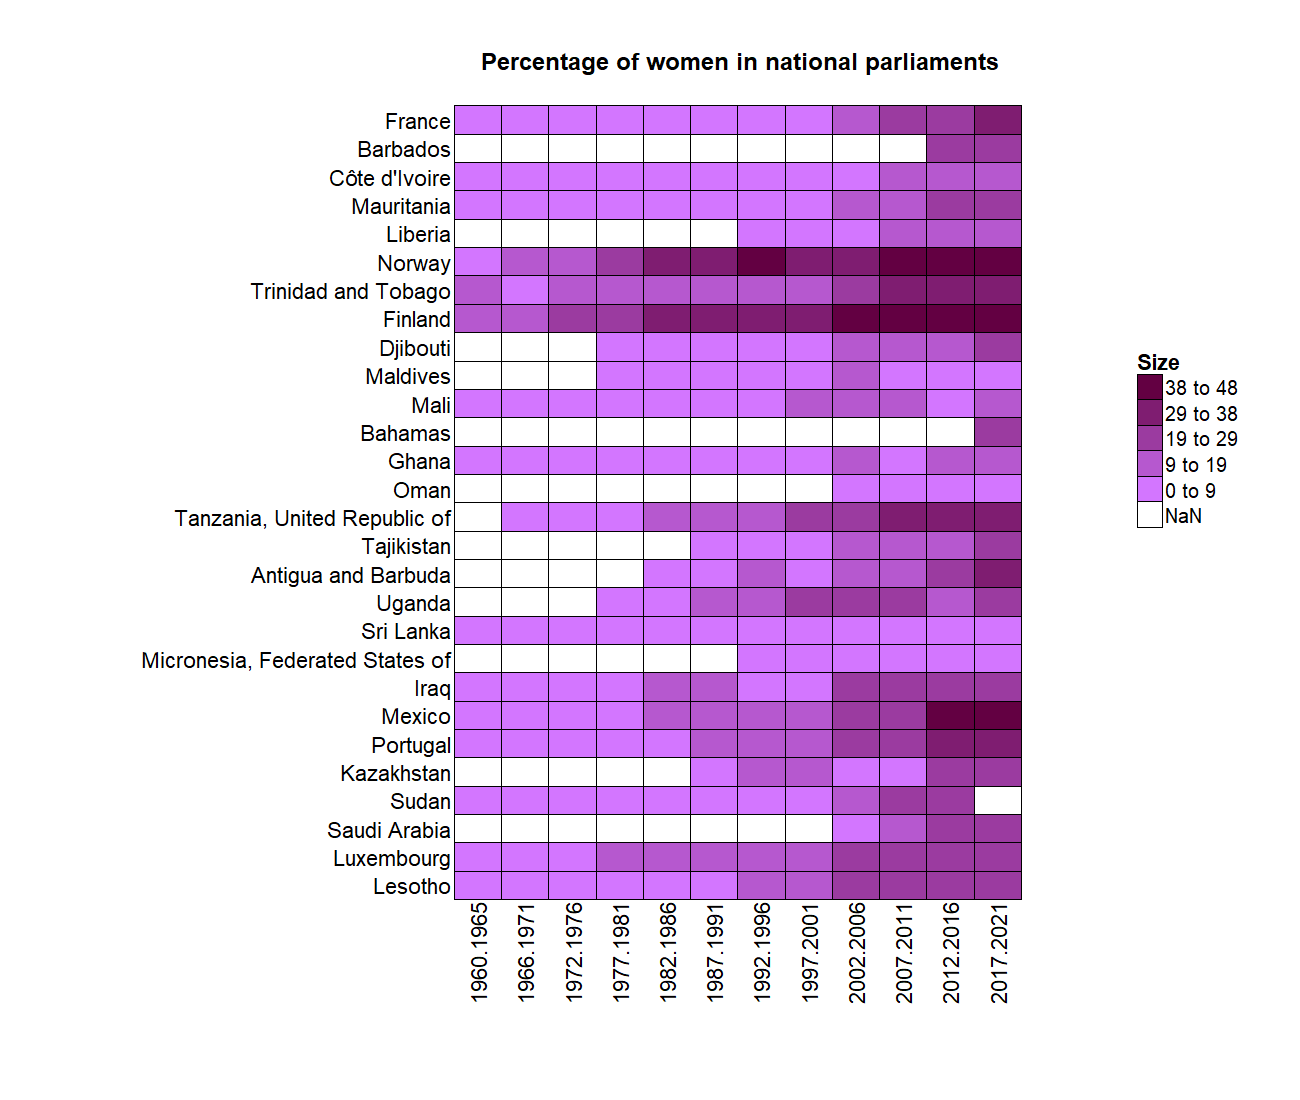 Percentage of women in national parliaments
France
Barbados
Côte d'Ivoire
Mauritania
Liberia
Norway
Trinidad and Tobago
Finland
Djibouti
Maldives
Mali
Bahamas
Ghana
Oman
Tanzania, United Republic of
Tajikistan
Antigua and Barbuda
Uganda
Sri Lanka
Micronesia, Federated States of
Iraq
Mexico
Portugal
Kazakhstan
Sudan
Saudi Arabia
Luxembourg
Lesotho
1960.1965
1966.1971
1972.1976
1977.1981
1982.1986
1987.1991
1992.1996
1997.2001
2002.2006
2007.2011
2012.2016
2017.2021
Size
38 to 48
29 to 38
19 to 29
9 to 19
0 to 9
NaN